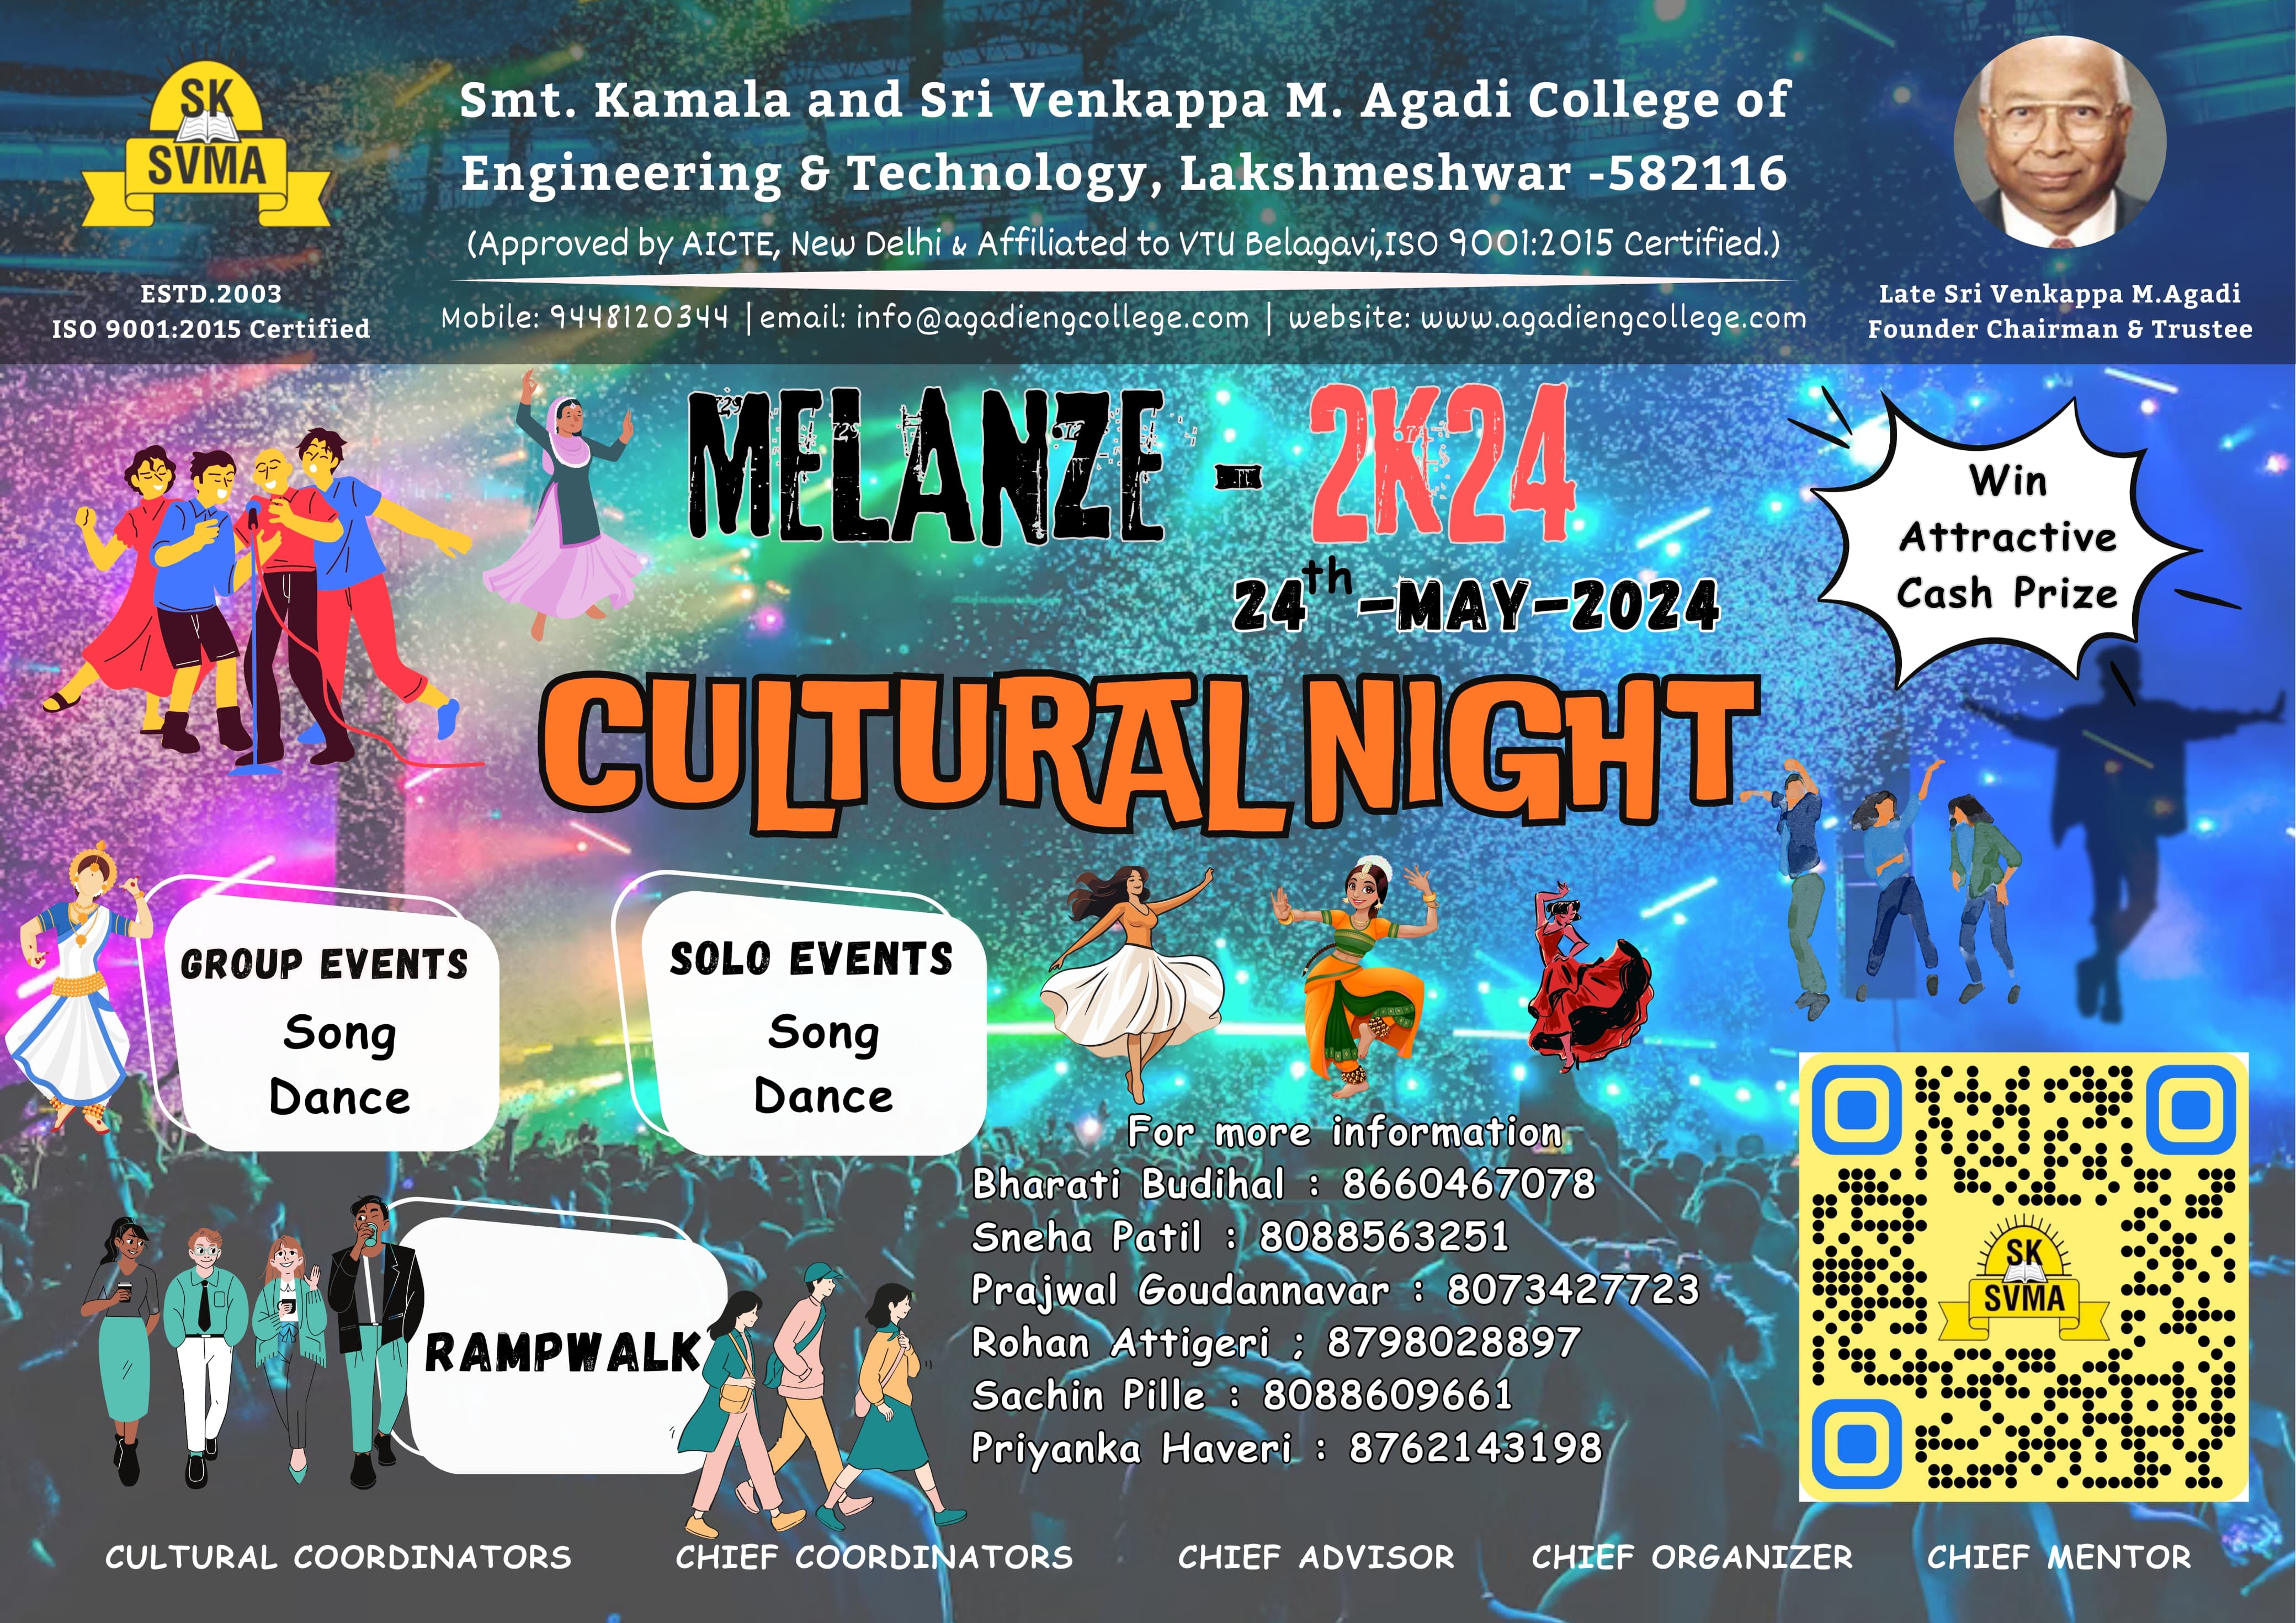 SK
SVMA
ESTD.2003
ISO 9001:2015 Certified
Smt. Kamala and Sri Venkappa M. Agadi College of
Engineering & Technology, Lakshmeshwar -582116
(Approved by AICTE, New Delhi & Affiliated to VTU Belagavi,ISO 9001:2015 Certified.)
Mobile: 9448120344 | email: info@agadiengcollege.com | website: www.agadiengcollege.com
Late Sri Venkappa M.Agadi
Founder Chairman & Trustee
MELANZE - 2K24
24th-MAY-2024
Win
Attractive
Cash Prize
CULTURAL NIGHT
GROUP EVENTS
Song
Dance
SOLO EVENTS
Song
Dance
RAMPWALK
For more information
Bharati Budihal : 8660467078
Sneha Patil : 8088563251
Prajwal Goudannavar : 8073427723
Rohan Attigeri ; 8798028897
Sachin Pille : 8088609661
Priyanka Haveri : 8762143198
SK
SVMA
CULTURAL COORDINATORS
CHIEF COORDINATORS
CHIEF ADVISOR
CHIEF ORGANIZER
CHIEF MENTOR